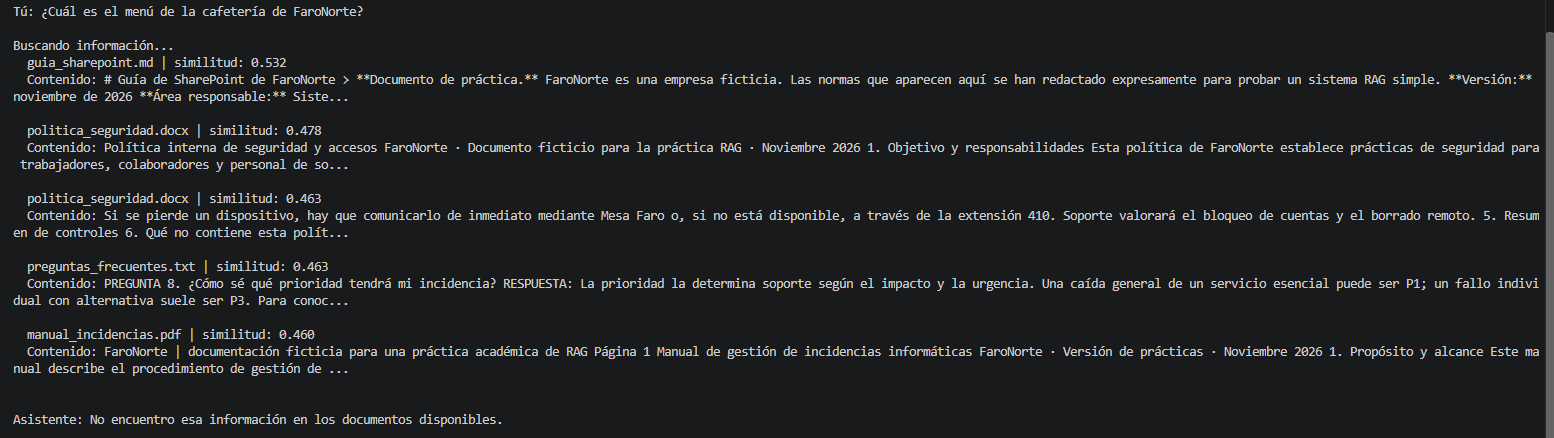 Tú: ¿Cuál es el menú de la cafetería de FaroNorte?
Buscando información...
guia_sharepoint.md | similitud: 0.532
Contenido: # Guía de SharePoint de FaroNorte > **Documento de práctica.** FaroNorte es una empresa ficticia. Las normas que aparecen aquí se han redactado expresamente para probar un sistema RAG simple. **Versión:**
noviembre de 2026 **Área responsable:** Siste...
politica_seguridad.docx | similitud: 0.478
Contenido: Política interna de seguridad y accesos FaroNorte · Documento ficticio para la práctica RAG · Noviembre 2026 1. Objetivo y responsabilidades Esta política de FaroNorte establece prácticas de seguridad para
trabajadores, colaboradores y personal de so...
politica_seguridad.docx | similitud: 0.463
Contenido: Si se pierde un dispositivo, hay que comunicarlo de inmediato mediante Mesa Faro o, si no está disponible, a través de la extensión 410. Soporte valorará el bloqueo de cuentas y el borrado remoto. 5. Resum
en de controles 6. Qué no contiene esta polít...
preguntas_frecuentes.txt | similitud: 0.463
Contenido: PREGUNTA 8. ¿Cómo sé qué prioridad tendrá mi incidencia? RESPUESTA: La prioridad la determina soporte según el impacto y la urgencia. Una caída general de un servicio esencial puede ser P1; un fallo indivi
dual con alternativa suele ser P3. Para conoc...
manual_incidencias.pdf | similitud: 0.460
Contenido: FaroNorte | documentación ficticia para una práctica académica de RAG Página 1 Manual de gestión de incidencias informáticas FaroNorte · Versión de prácticas · Noviembre 2026 1. Propósito y alcance Este ma
nual describe el procedimiento de gestión de ...
Asistente: No encuentro esa información en los documentos disponibles.